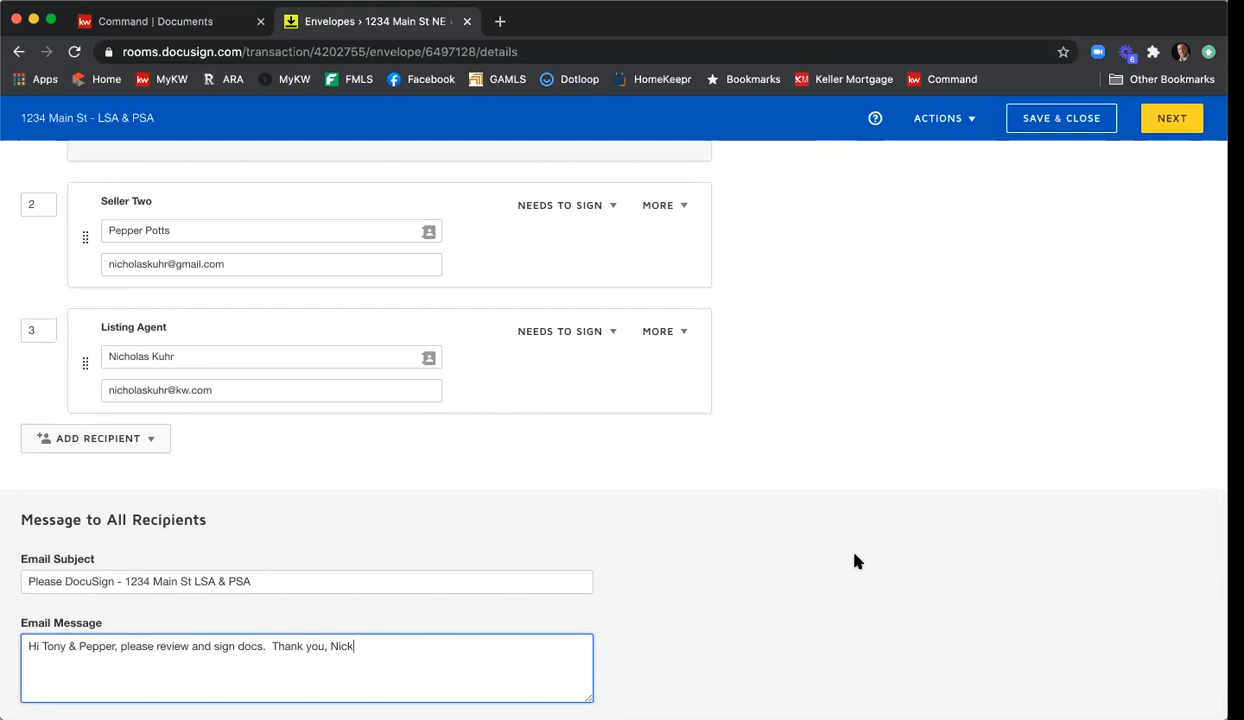 Command | Documents
Envelopes › 1234 Main St NE
rooms.docusign.com/transaction/4202755/envelope/6497128/details
Apps Home kw MyKW R ARA MyKW F FMLS Facebook GAMLS Dotloop HomeKeepr Bookmarks KM Keller Mortgage kw Command Other Bookmarks
1234 Main St - LSA & PSA
ACTIONS
SAVE & CLOSE
NEXT
2
Seller Two
NEEDS TO SIGN
MORE
Pepper Potts
nicholaskuhr@gmail.com
3
Listing Agent
NEEDS TO SIGN
MORE
Nicholas Kuhr
nicholaskuhr@kw.com
ADD RECIPIENT
Message to All Recipients
Email Subject
Please DocuSign - 1234 Main St LSA & PSA
Email Message
Hi Tony & Pepper, please review and sign docs.  Thank you, Nick